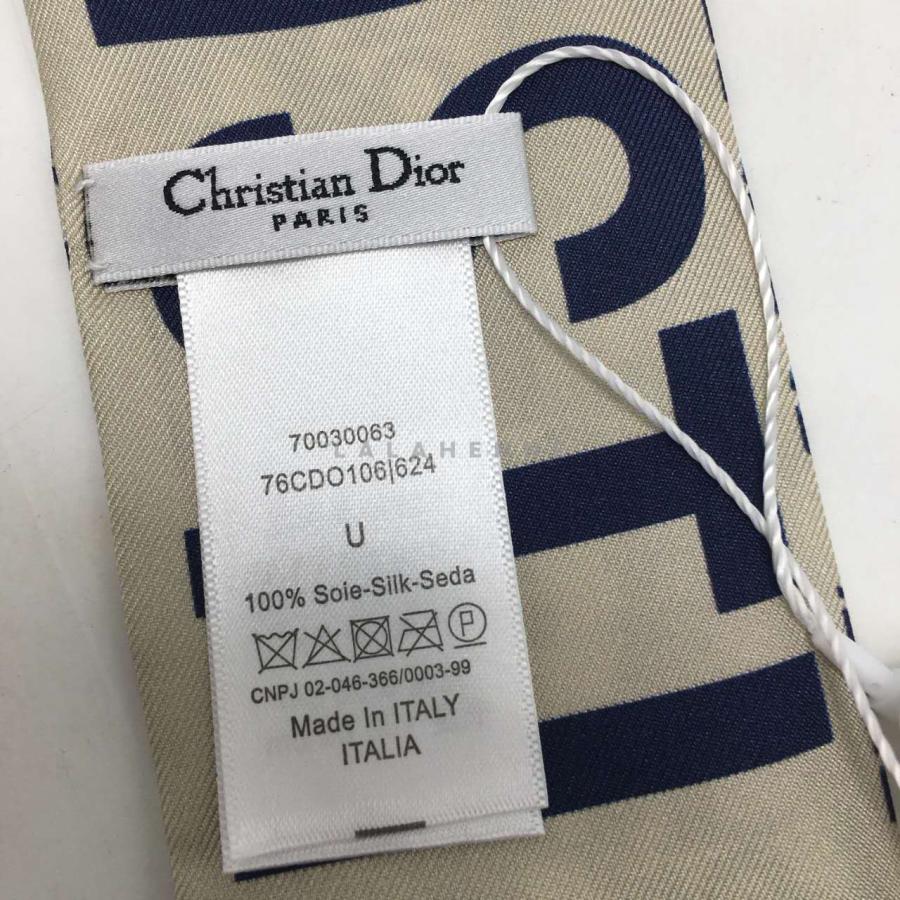 Christian Dior
PARIS
70030063
LALAHE
76CDO106|624
U
100% Soie-Silk-Seda
P
CNPJ 02-046-366/0003-99
Made In ITALY
ITALIA